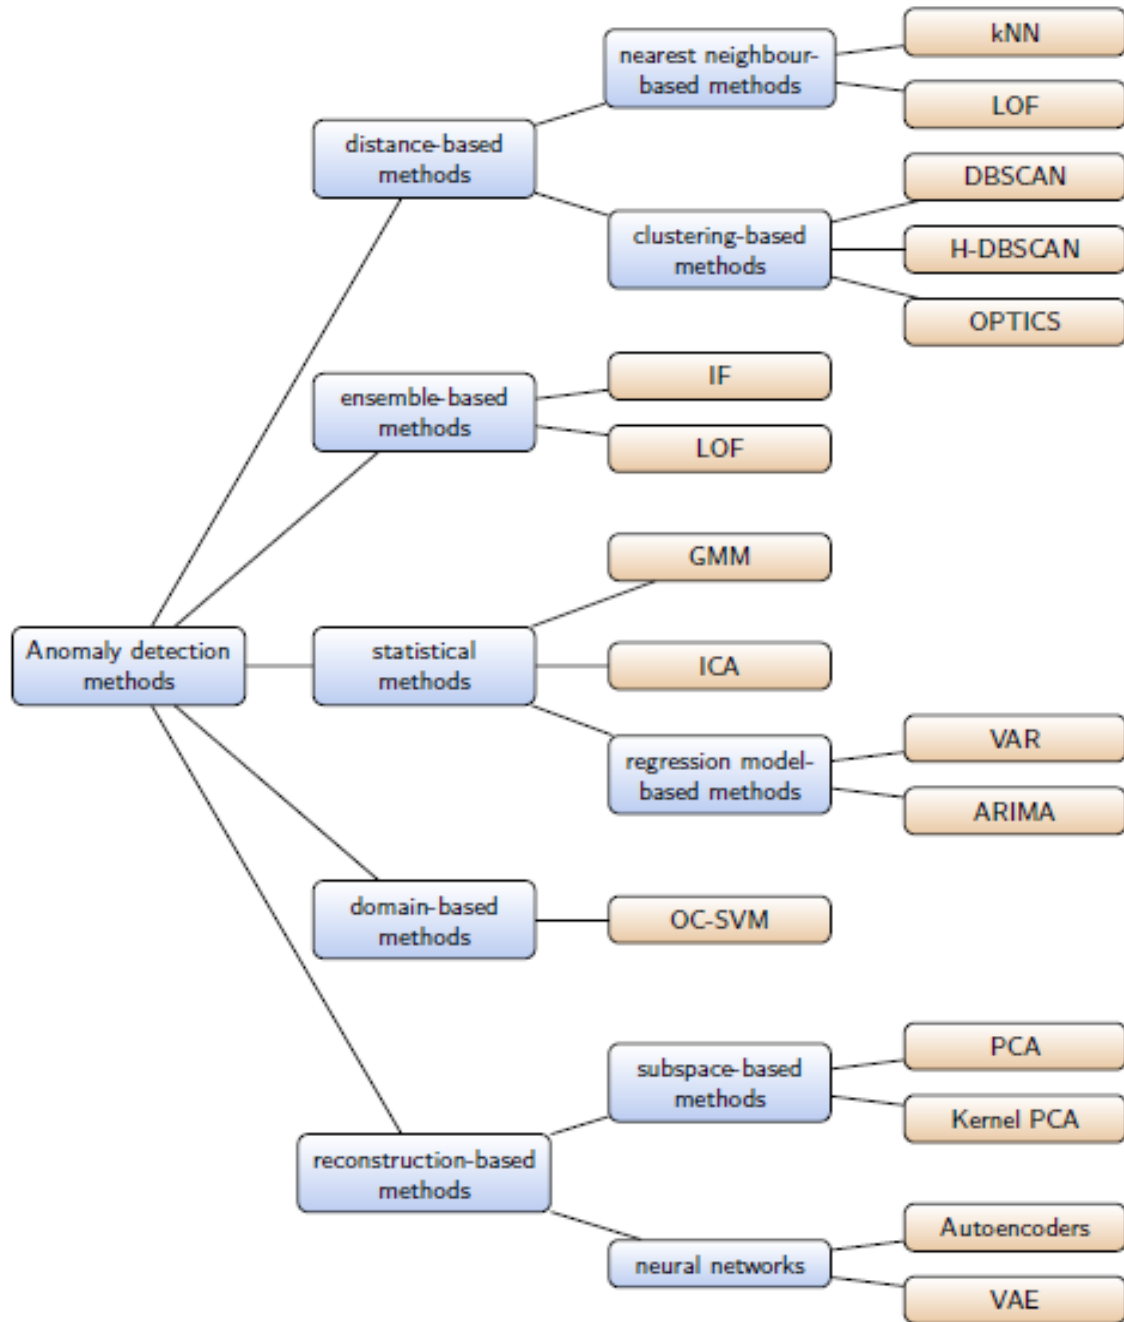 kNN
nearest neighbour-
based methods
LOF
distance-based
methods
DBSCAN
clustering-based
methods
H-DBSCAN
OPTICS
IF
ensemble-based
methods
LOF
GMM
Anomaly detection
methods
statistical
methods
ICA
VAR
regression model-
based methods
ARIMA
domain-based
methods
OC-SVM
PCA
subspace-based
methods
Kernel PCA
reconstruction-based
methods
Autoencoders
neural networks
VAE